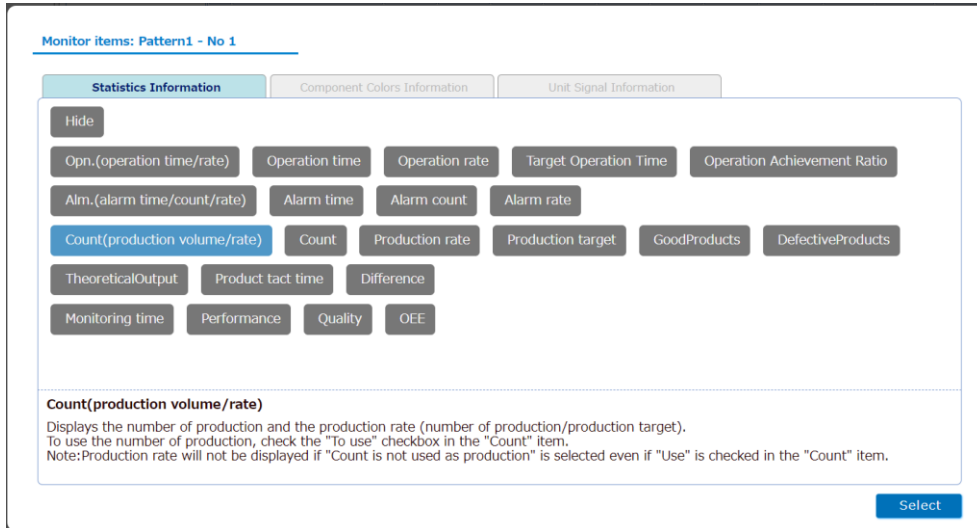 Monitor items: Pattern1 - No 1
Statistics Information Component Colors Information Unit Signal Information
Hide
Opn.(operation time/rate) Operation time Operation rate Target Operation Time Operation Achievement Ratio
Alm.(alarm time/count/rate) Alarm time Alarm count Alarm rate
Count(production volume/rate) Count Production rate Production target GoodProducts DefectiveProducts
TheoreticalOutput Product tact time Difference
Monitoring time Performance Quality OEE
Count(production volume/rate)
Displays the number of production and the production rate (number of production/production target).
To use the number of production, check the "To use" checkbox in the "Count" item.
Note:Production rate will not be displayed if "Count is not used as production" is selected even if "Use" is checked in the "Count" item.
Select